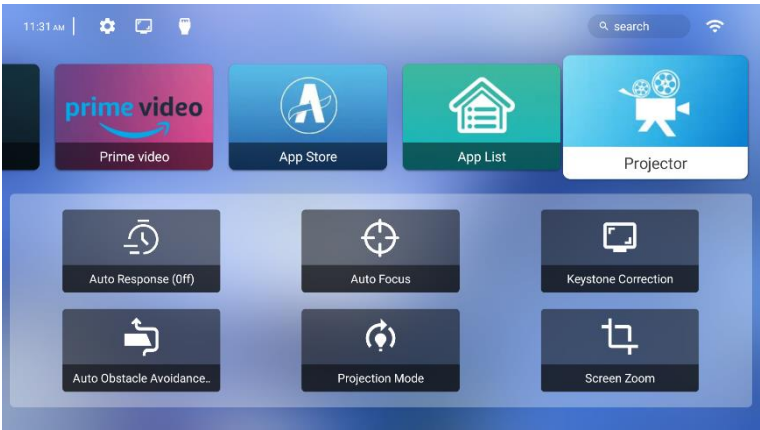 11:31 AM
search
prime video
Prime video
App Store
App List
Projector
Auto Response (0ff)
Auto Focus
Keystone Correction
Auto Obstacle Avoidance..
Projection Mode
Screen Zoom